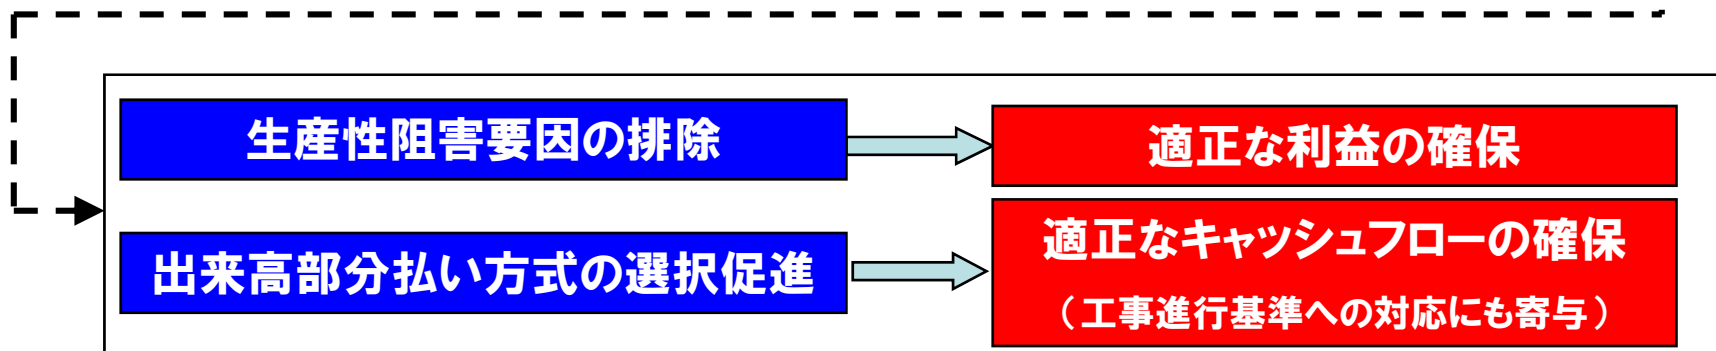 生産性阻害要因の排除
適正な利益の確保
出来高部分払い方式の選択促進
適正なキャッシュフローの確保
（工事進行基準への対応にも寄与）